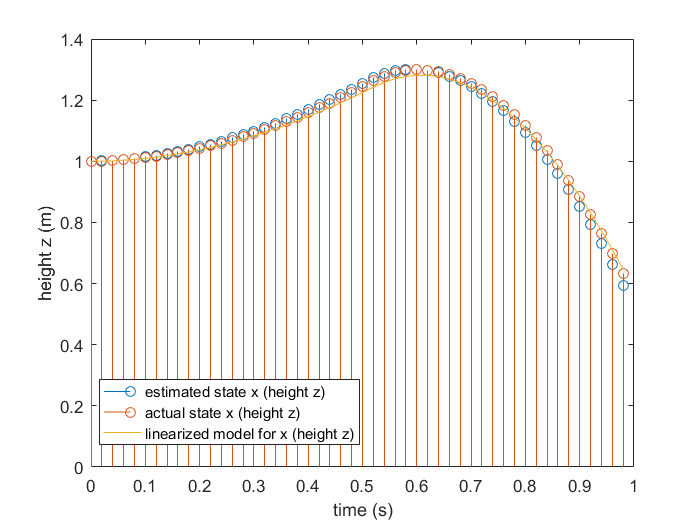 1.4
1.2
1
0.8
0.6
0.4
0.2
0
height z (m)
estimated state x (height z)
actual state x (height z)
linearized model for x (height z)
0 0.1 0.2 0.3 0.4 0.5 0.6 0.7 0.8 0.9 1
time (s)